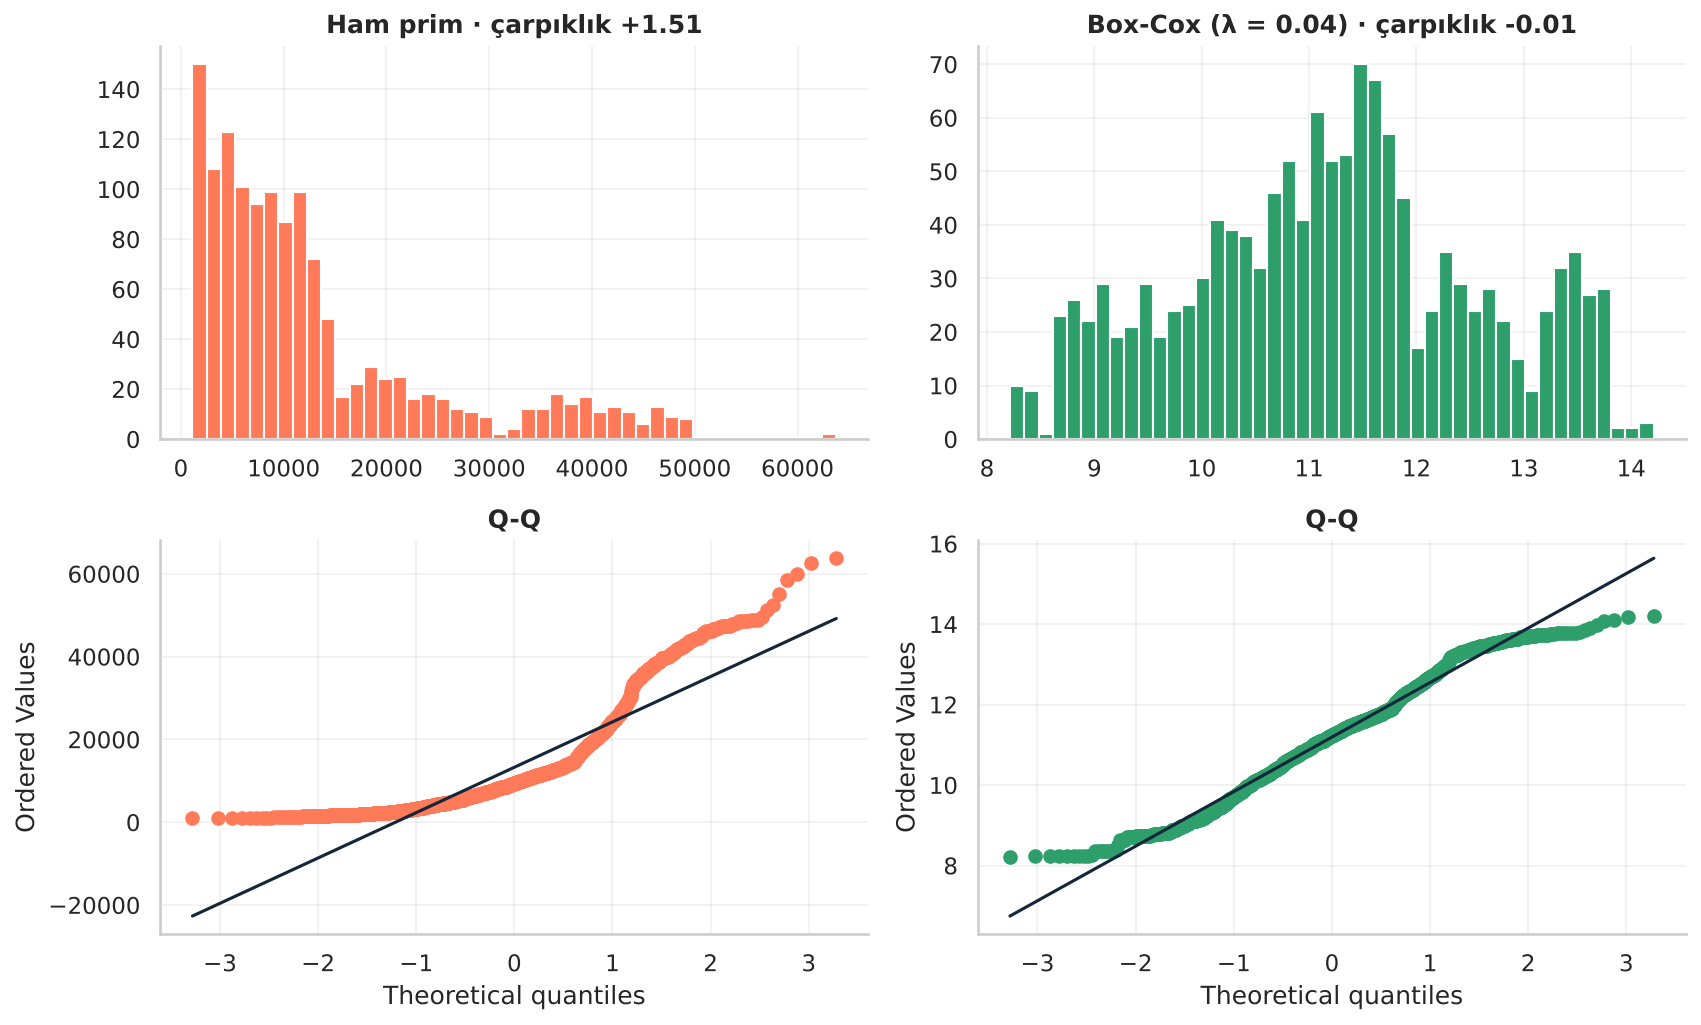 Ham prim · çarpıklık +1.51
140
120
100
80
60
40
20
0
0 10000 20000 30000 40000 50000 60000
Box-Cox (λ = 0.04) · çarpıklık -0.01
70
60
50
40
30
20
10
0
8 9 10 11 12 13 14
Q-Q
Ordered Values
60000
40000
20000
0
−20000
−3 −2 −1 0 1 2 3
Theoretical quantiles
Q-Q
Ordered Values
16
14
12
10
8
−3 −2 −1 0 1 2 3
Theoretical quantiles